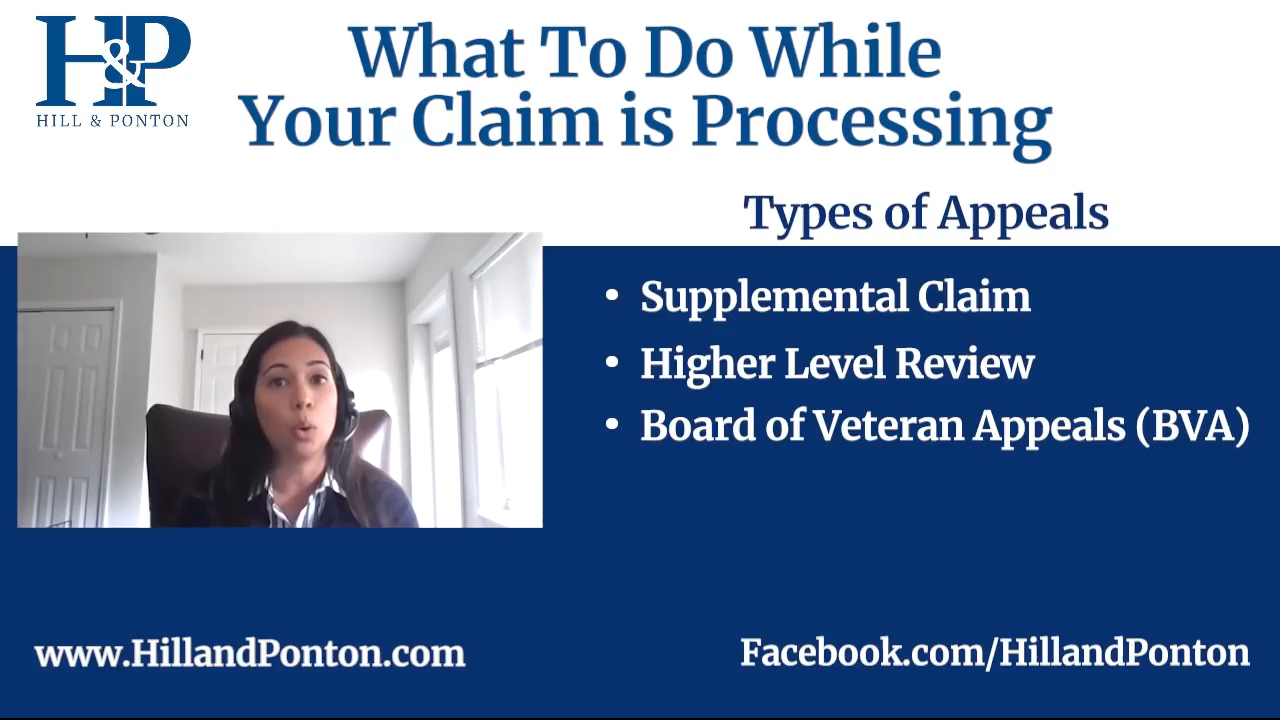 H&P
HILL & PONTON
What To Do While
Your Claim is Processing
Types of Appeals
• Supplemental Claim
• Higher Level Review
• Board of Veteran Appeals (BVA)
www.HillandPonton.com
Facebook.com/HillandPonton